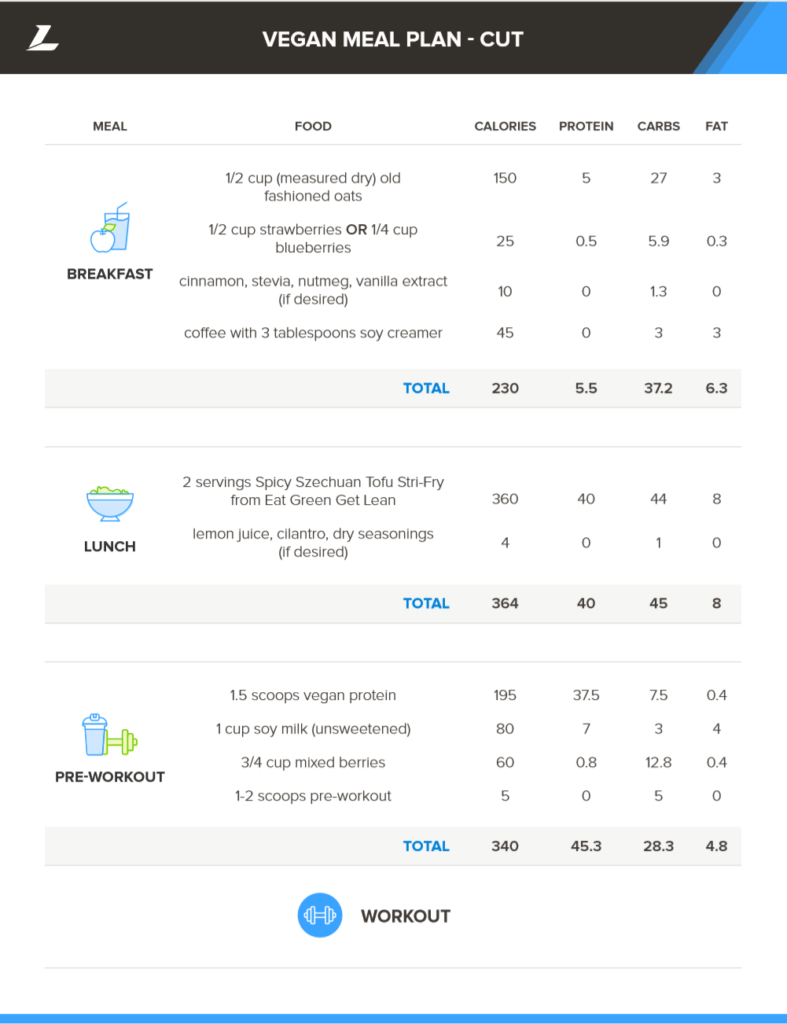 VEGAN MEAL PLAN - CUT
MEAL FOOD CALORIES PROTEIN CARBS FAT
BREAKFAST
1/2 cup (measured dry) old
fashioned oats
150 5 27 3
1/2 cup strawberries OR 1/4 cup
blueberries
25 0.5 5.9 0.3
cinnamon, stevia, nutmeg, vanilla extract
(if desired)
10 0 1.3 0
coffee with 3 tablespoons soy creamer 45 0 3 3
TOTAL 230 5.5 37.2 6.3
LUNCH
2 servings Spicy Szechuan Tofu Stri-Fry
from Eat Green Get Lean
360 40 44 8
lemon juice, cilantro, dry seasonings
(if desired)
4 0 1 0
TOTAL 364 40 45 8
PRE-WORKOUT
1.5 scoops vegan protein 195 37.5 7.5 0.4
1 cup soy milk (unsweetened) 80 7 3 4
3/4 cup mixed berries 60 0.8 12.8 0.4
1-2 scoops pre-workout 5 0 5 0
TOTAL 340 45.3 28.3 4.8
WORKOUT